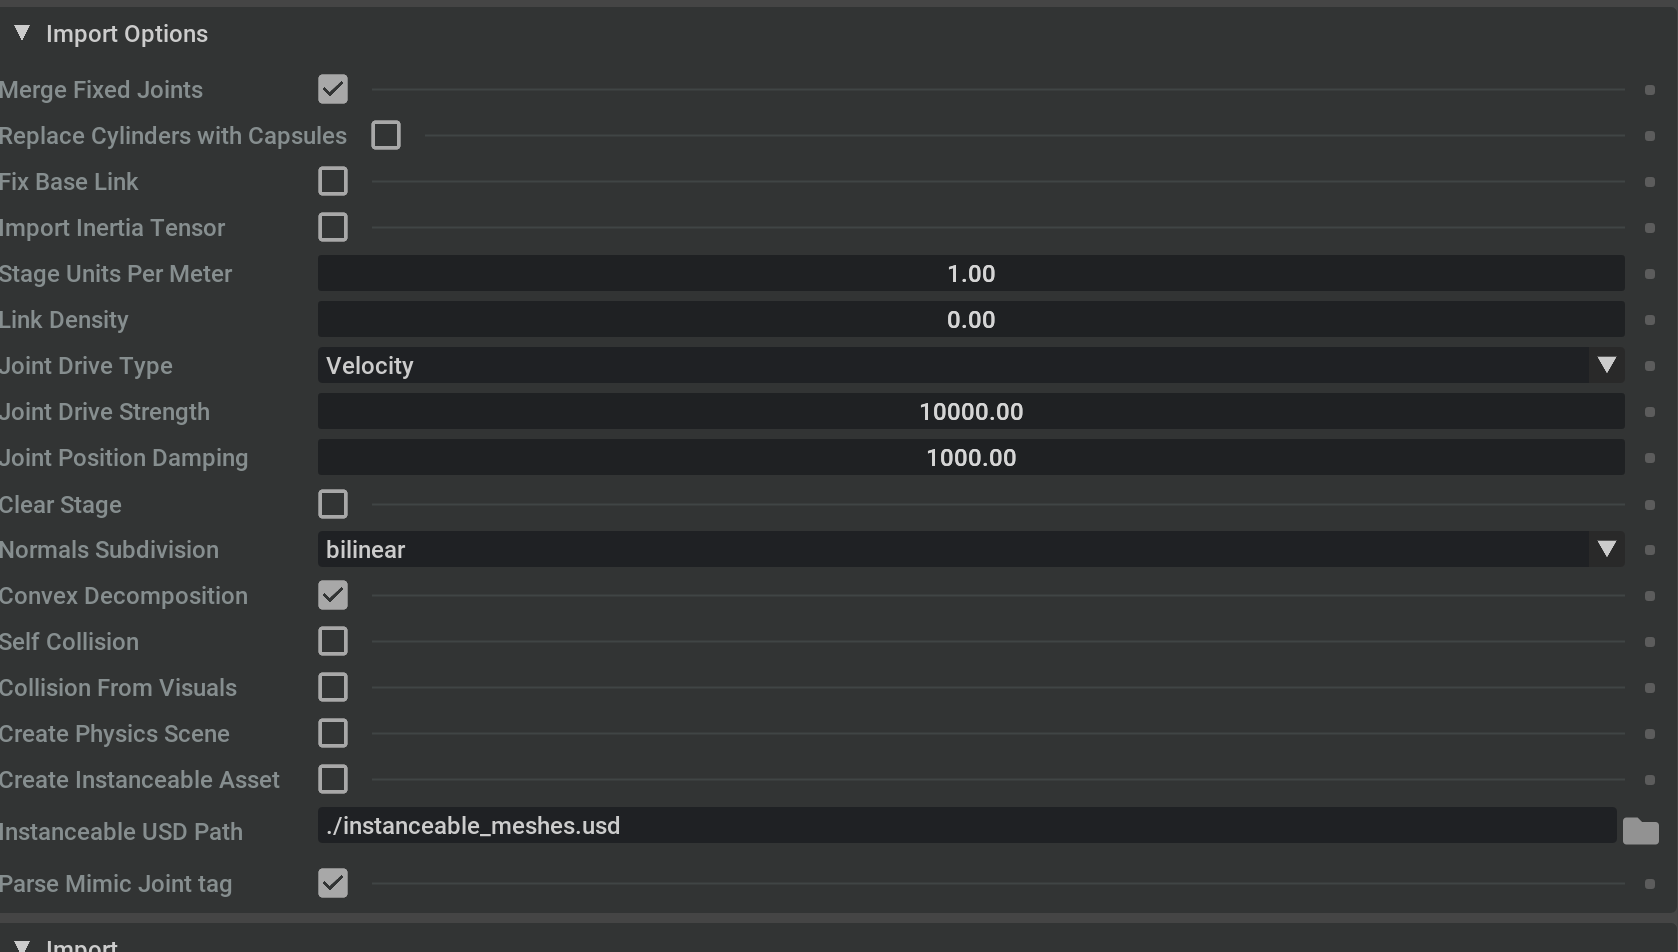 Import Options
Merge Fixed Joints
Replace Cylinders with Capsules
Fix Base Link
Import Inertia Tensor
Stage Units Per Meter 1.00
Link Density 0.00
Joint Drive Type Velocity
Joint Drive Strength 10000.00
Joint Position Damping 1000.00
Clear Stage
Normals Subdivision bilinear
Convex Decomposition
Self Collision
Collision From Visuals
Create Physics Scene
Create Instanceable Asset
Instanceable USD Path ./instanceable_meshes.usd
Parse Mimic Joint tag
Import